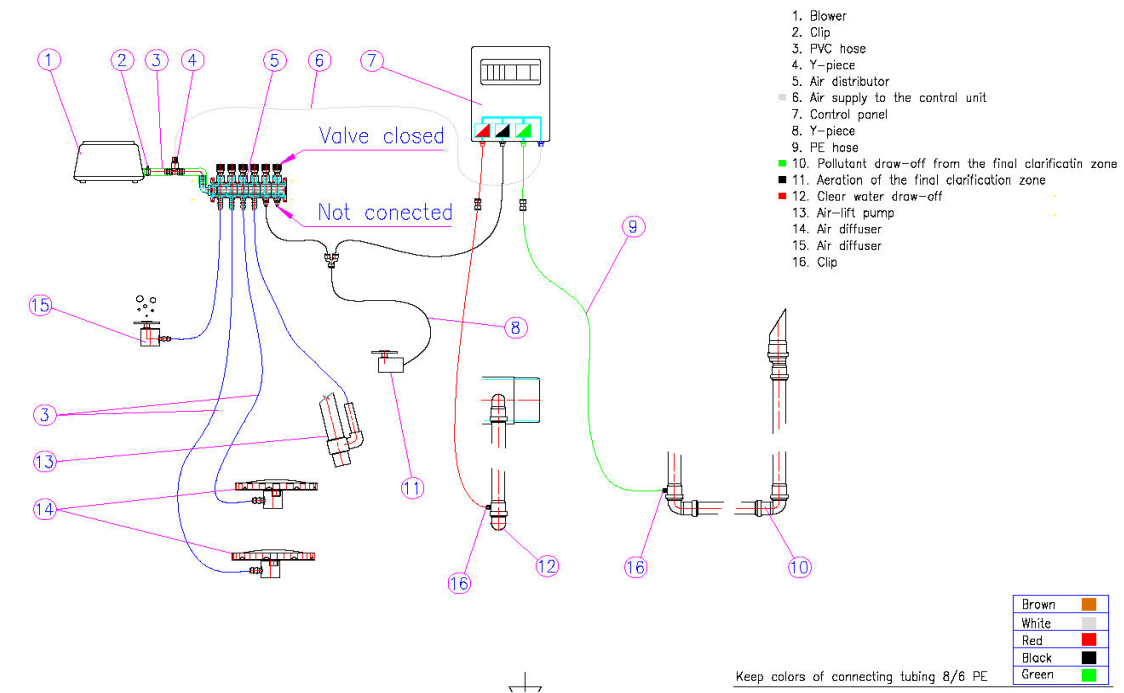 1. Blower
2. Clip
3. PVC hose
4. Y-piece
5. Air distributor
6. Air supply to the control unit
7. Control panel
8. Y-piece
9. PE hose
10. Pollutant draw-off from the final clarificatin zone
11. Aeration of the final clarification zone
12. Clear water draw-off
13. Air-lift pump
14. Air diffuser
15. Air diffuser
16. Clip
1 2 3 4 5 6 7
Valve closed
Not conected
9
15
8
3
13
11
14
12
16
16
10
Brown
White
Red
Black
Green
Keep colors of connecting tubing 8/6 PE